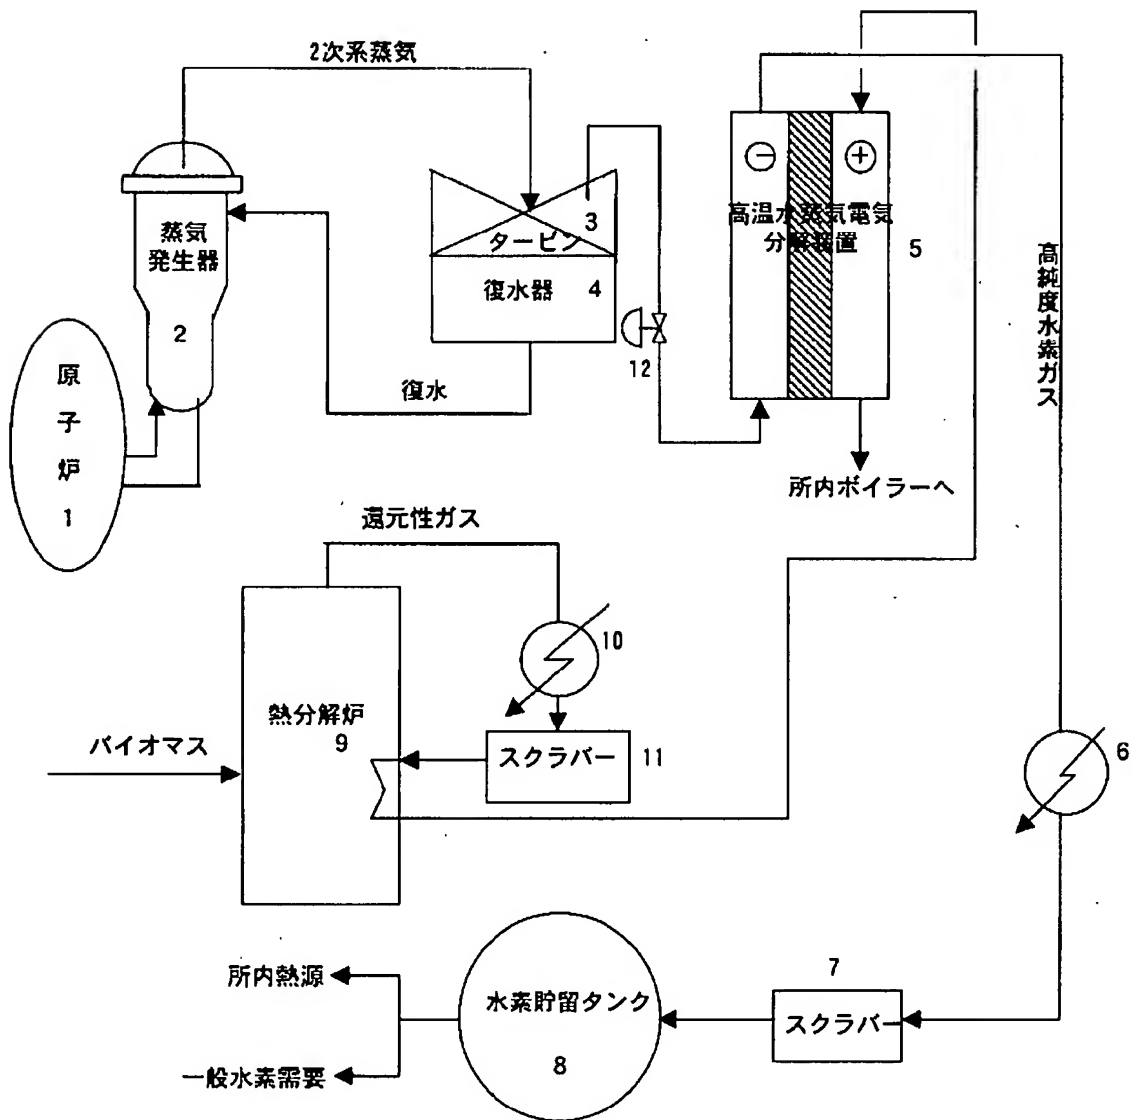 2次系蒸気
蒸気
発生器
2
原
子
炉
1
3
タービン
復水器 4
12
復水
⊖ ⊕
高温水蒸気電気
分解装置
5
高純度水素ガス
所内ボイラーへ
還元性ガス
10
熱分解炉
9
バイオマス
スクラバー 11
6
7
スクラバー
水素貯留タンク
8
所内熱源
一般水素需要